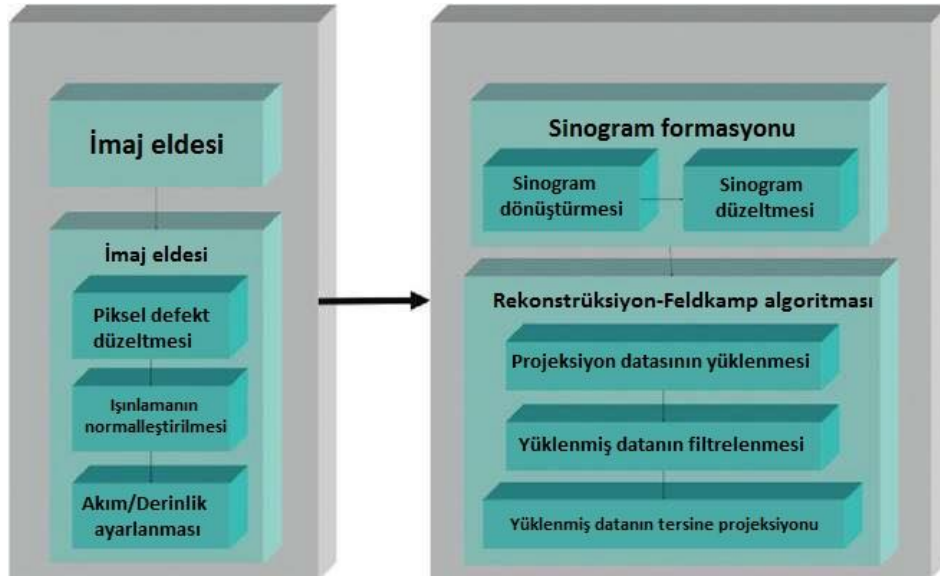 İmaj eldesi
İmaj eldesi
Piksel defekt
düzeltmesi
Işınlamanın
normalleştirilmesi
Akım/Derinlik
ayarlanması
Sinogram formasyonu
Sinogram
dönüştürmesi
Sinogram
düzeltmesi
Rekonstrüksiyon-Feldkamp algoritması
Projeksiyon datasının yüklenmesi
Yüklenmiş datanın filtrelenmesi
Yüklenmiş datanın tersine projeksiyonu